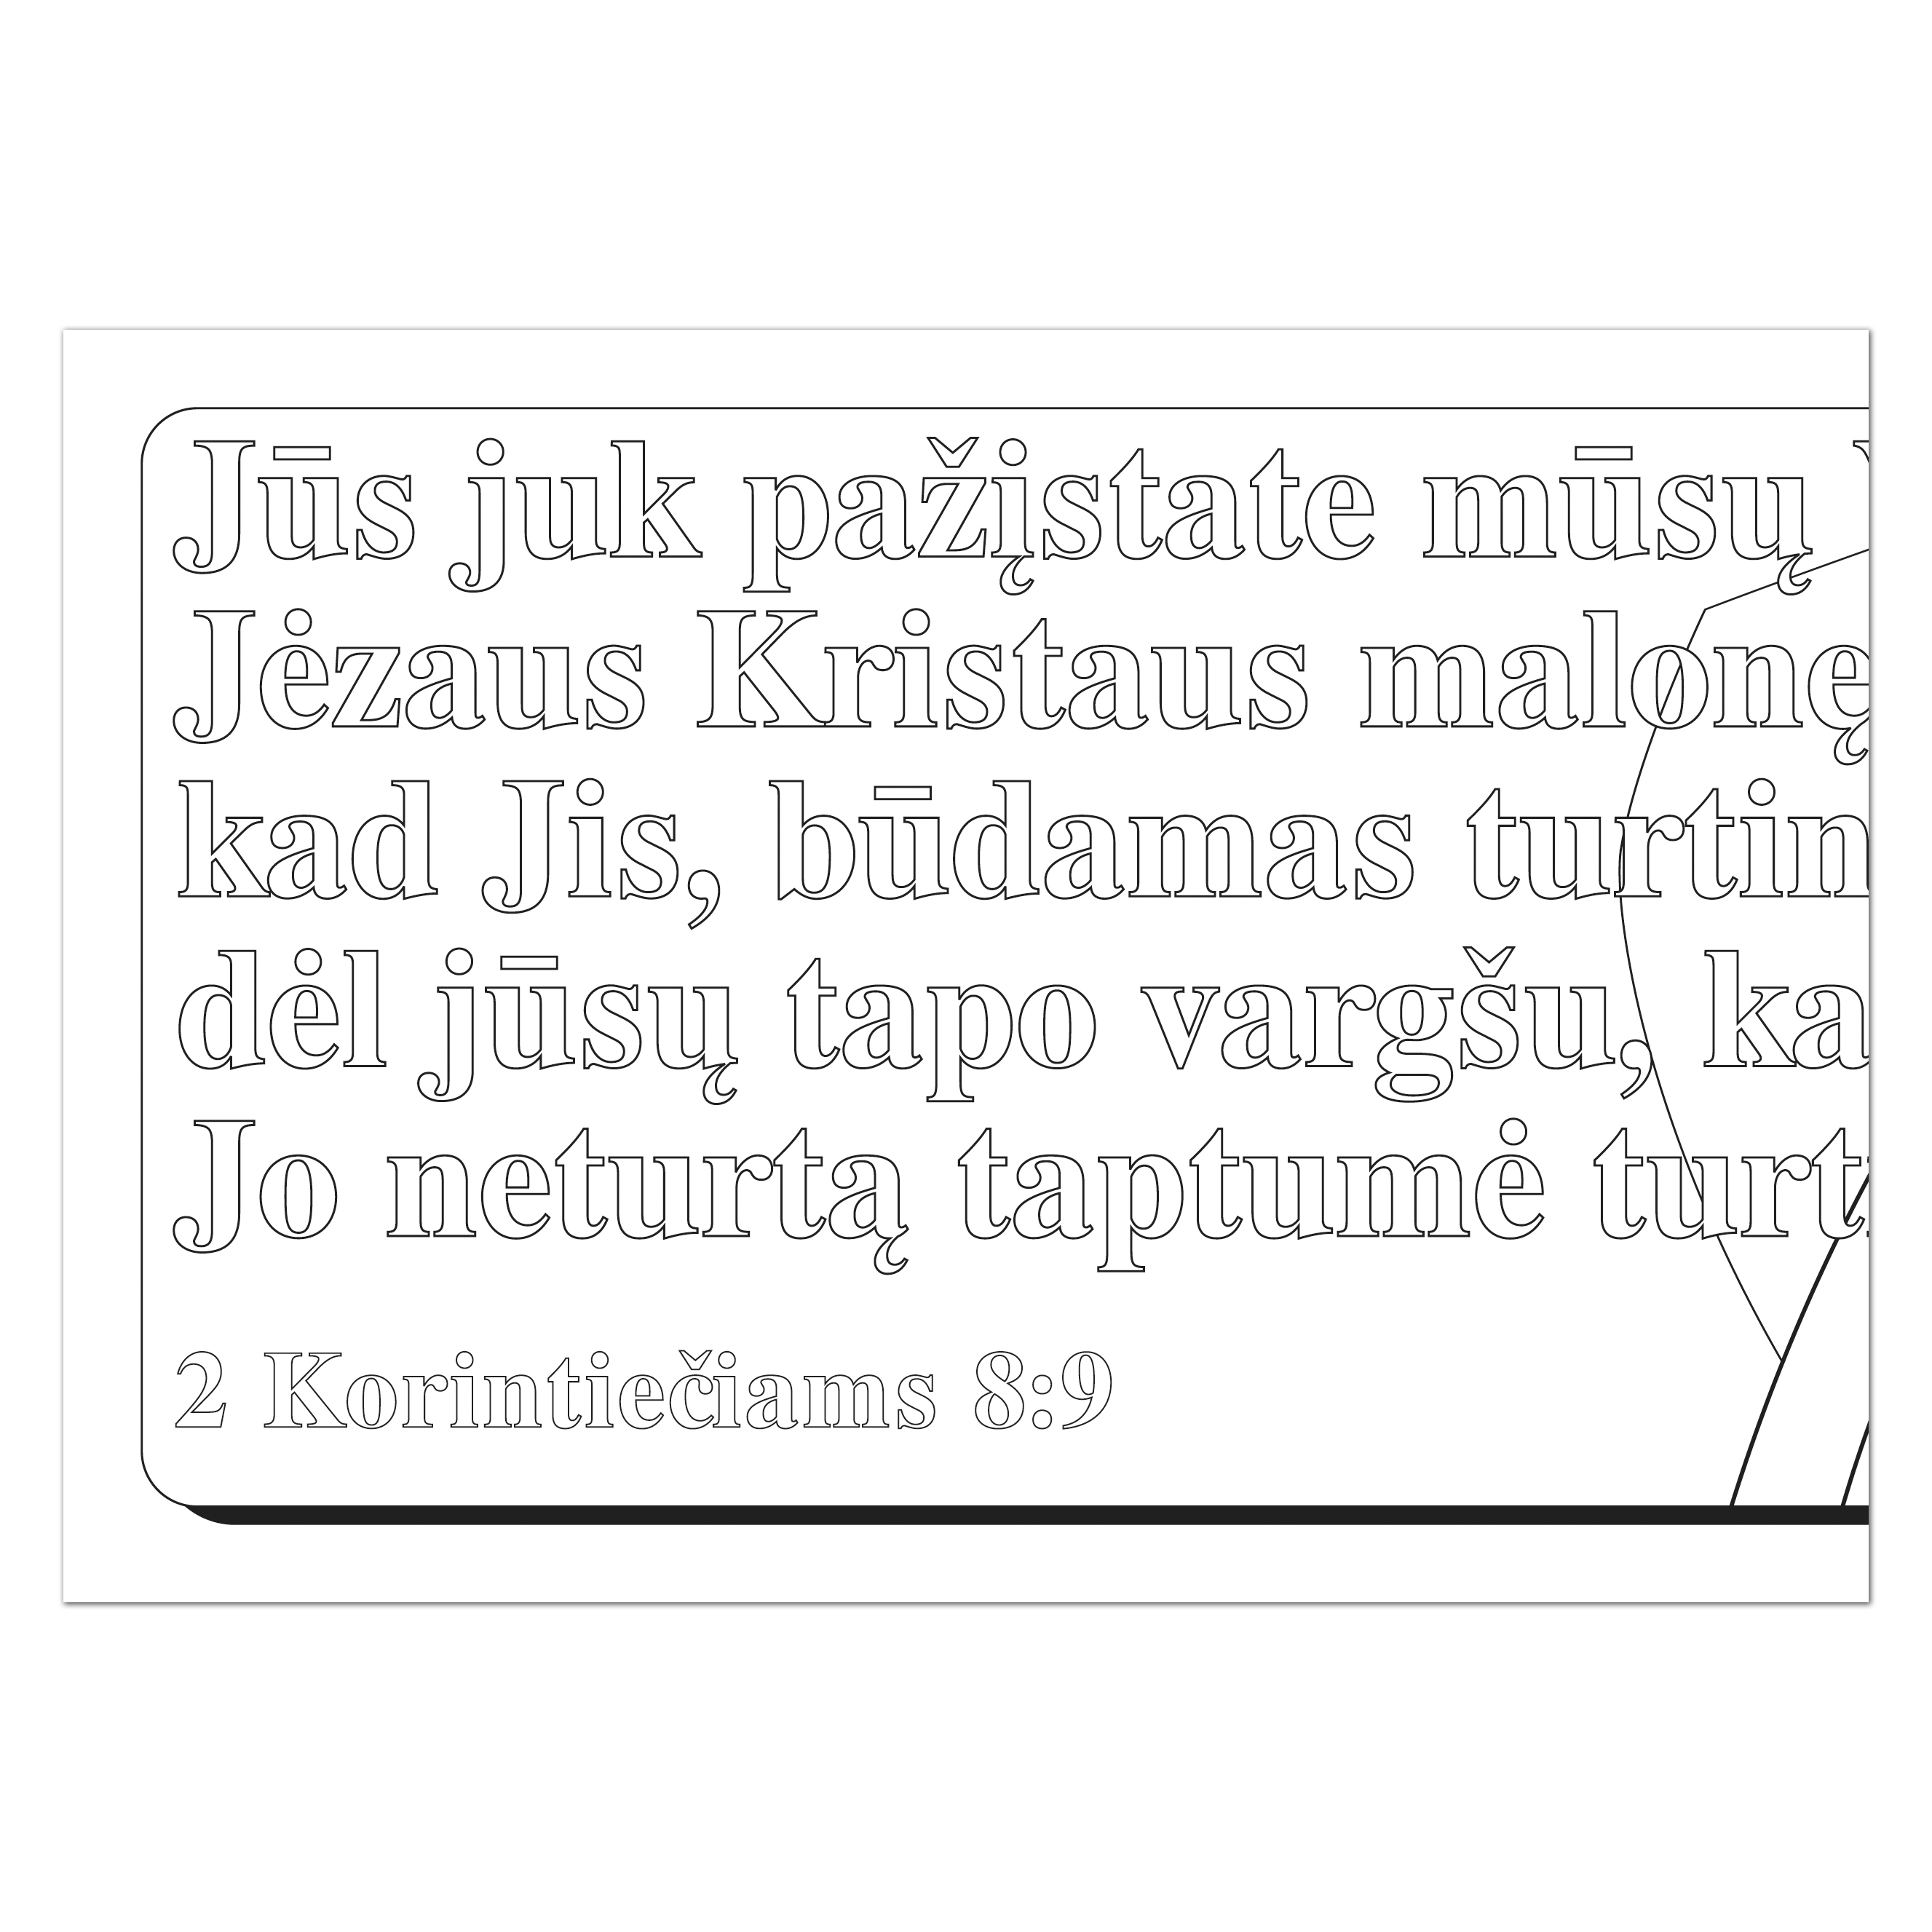 Jūs juk pažįstate mūsų
Jėzaus Kristaus malonę
kad Jis, būdamas turtin
dėl jūsų tapo vargšu, ka
Jo neturtą taptumė turt
2 Korintiečiams 8:9